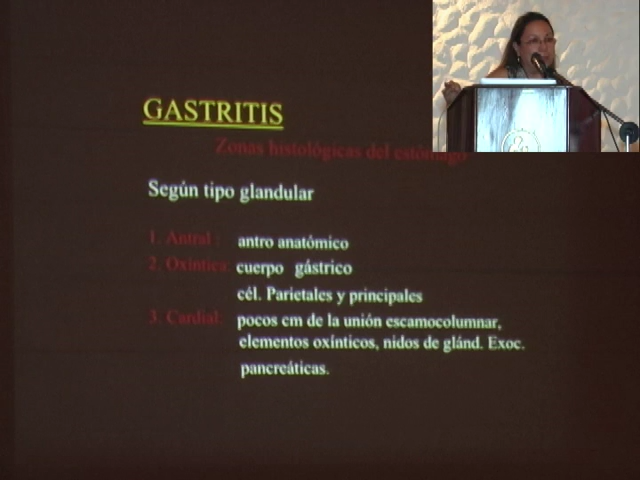 GASTRITIS
Zonas histológicas del estómago
Según tipo glandular
1. Antral : antro anatómico
2. Oxíntica: cuerpo gástrico
cél. Parietales y principales
3. Cardial: pocos cm de la unión escamocolumnar,
elementos oxínticos, nidos de glánd. Exoc.
pancreáticas.